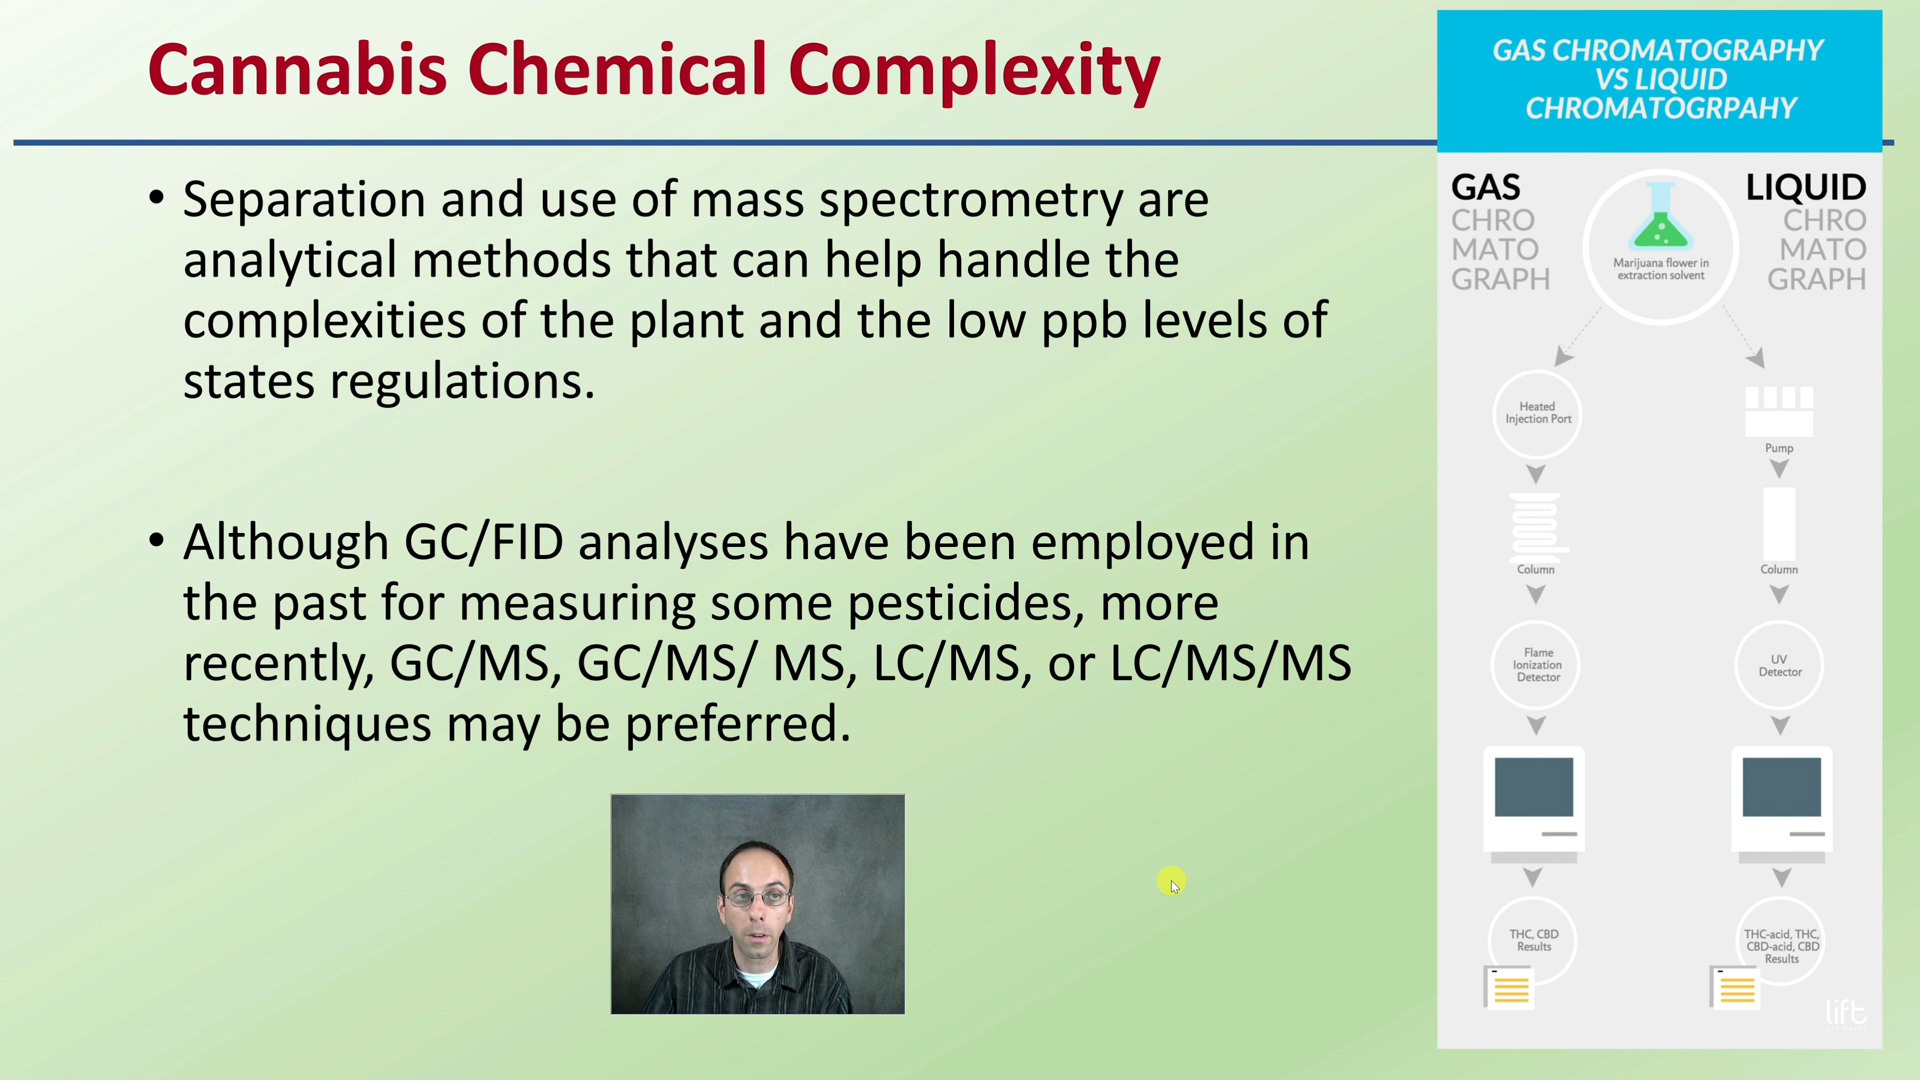 Cannabis Chemical Complexity
• Separation and use of mass spectrometry are
analytical methods that can help handle the
complexities of the plant and the low ppb levels of
states regulations.
• Although GC/FID analyses have been employed in
the past for measuring some pesticides, more
recently, GC/MS, GC/MS/ MS, LC/MS, or LC/MS/MS
techniques may be preferred.
GAS CHROMATOGRAPHY
VS LIQUID
CHROMATOGRPAHY
GAS
CHRO
MATO
GRAPH
Marijuana flower in
extraction solvent
LIQUID
CHRO
MATO
GRAPH
Heated
Injection Port
Column
Flame
Ionization
Detector
THC, CBD
Results
Pump
Column
UV
Detector
THC-acid, THC,
CBD-acid, CBD
Results
lift